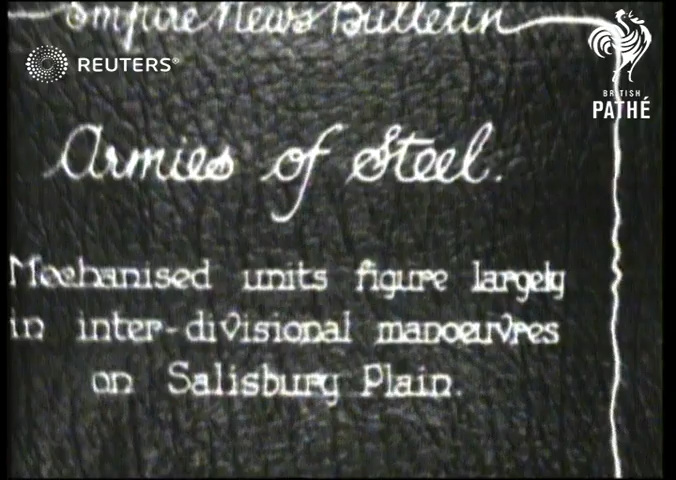 Empire News Bulletin
REUTERS®
BRITISH
PATHÉ
Armies of Steel.
Mechanised units figure largely
in inter-divisional manoeuvres
on Salisbury Plain.